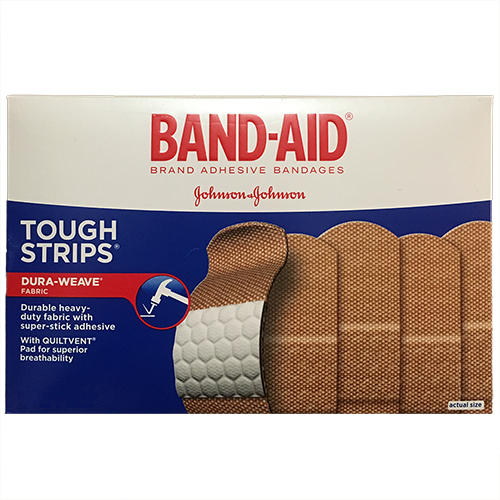 BAND-AID®
BRAND ADHESIVE BANDAGES
Johnson & Johnson
TOUGH
STRIPS®
DURA-WEAVE®
FABRIC
Durable heavy-
duty fabric with
super-stick adhesive
With QUILTVENT®
Pad for superior
breathability
actual size